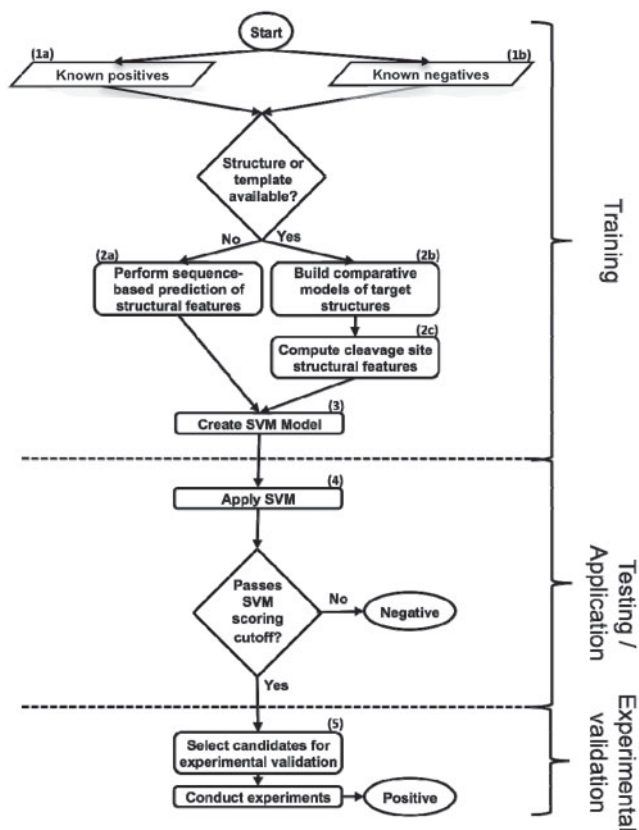 Start
(1a)
(1b)
Known positives
Known negatives
Structure or
template
available?
No
Yes
(2a)
(2b)
Perform sequence-
based prediction of
structural features
Build comparative
models of target
structures
(2c)
Compute cleavage site
structural features
(3)
Create SVM Model
Training
(4)
Apply SVM
Passes
SVM
scoring
cutoff?
No
Negative
Yes
Testing /
Application
(5)
Select candidates for
experimental validation
Conduct experiments
Positive
Experimental
validation